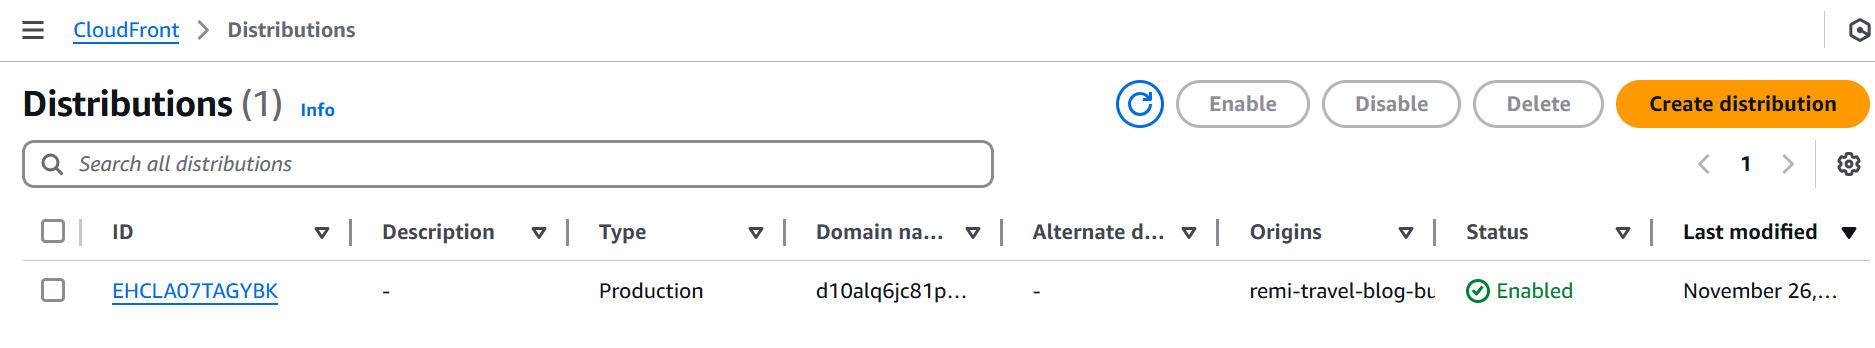 CloudFront > Distributions
Distributions (1) Info Enable Disable Delete Create distribution
Search all distributions 1
ID Description Type Domain na... Alternate d... Origins Status Last modified
EHCLA07TAGYBK - Production d10alq6jc81p... - remi-travel-blog-bu Enabled November 26,...